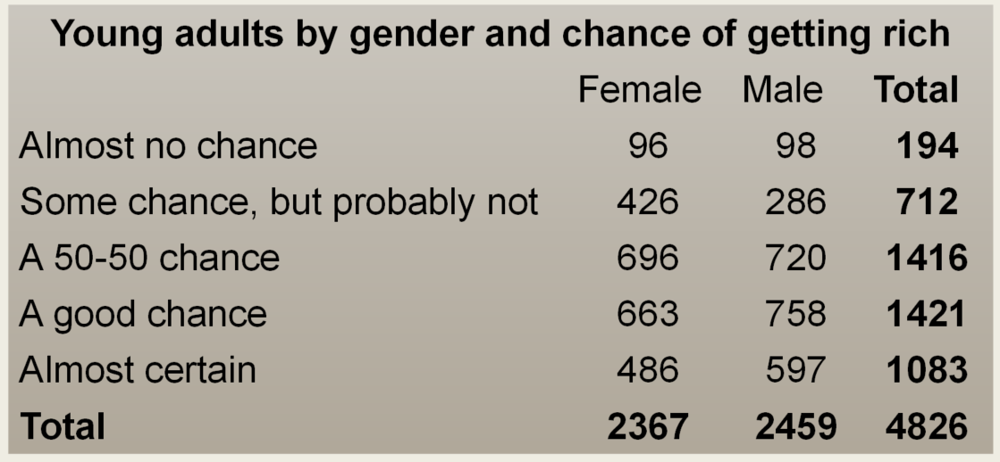 Young adults by gender and chance of getting rich
Female Male Total
Almost no chance 96 98 194
Some chance, but probably not 426 286 712
A 50-50 chance 696 720 1416
A good chance 663 758 1421
Almost certain 486 597 1083
Total 2367 2459 4826